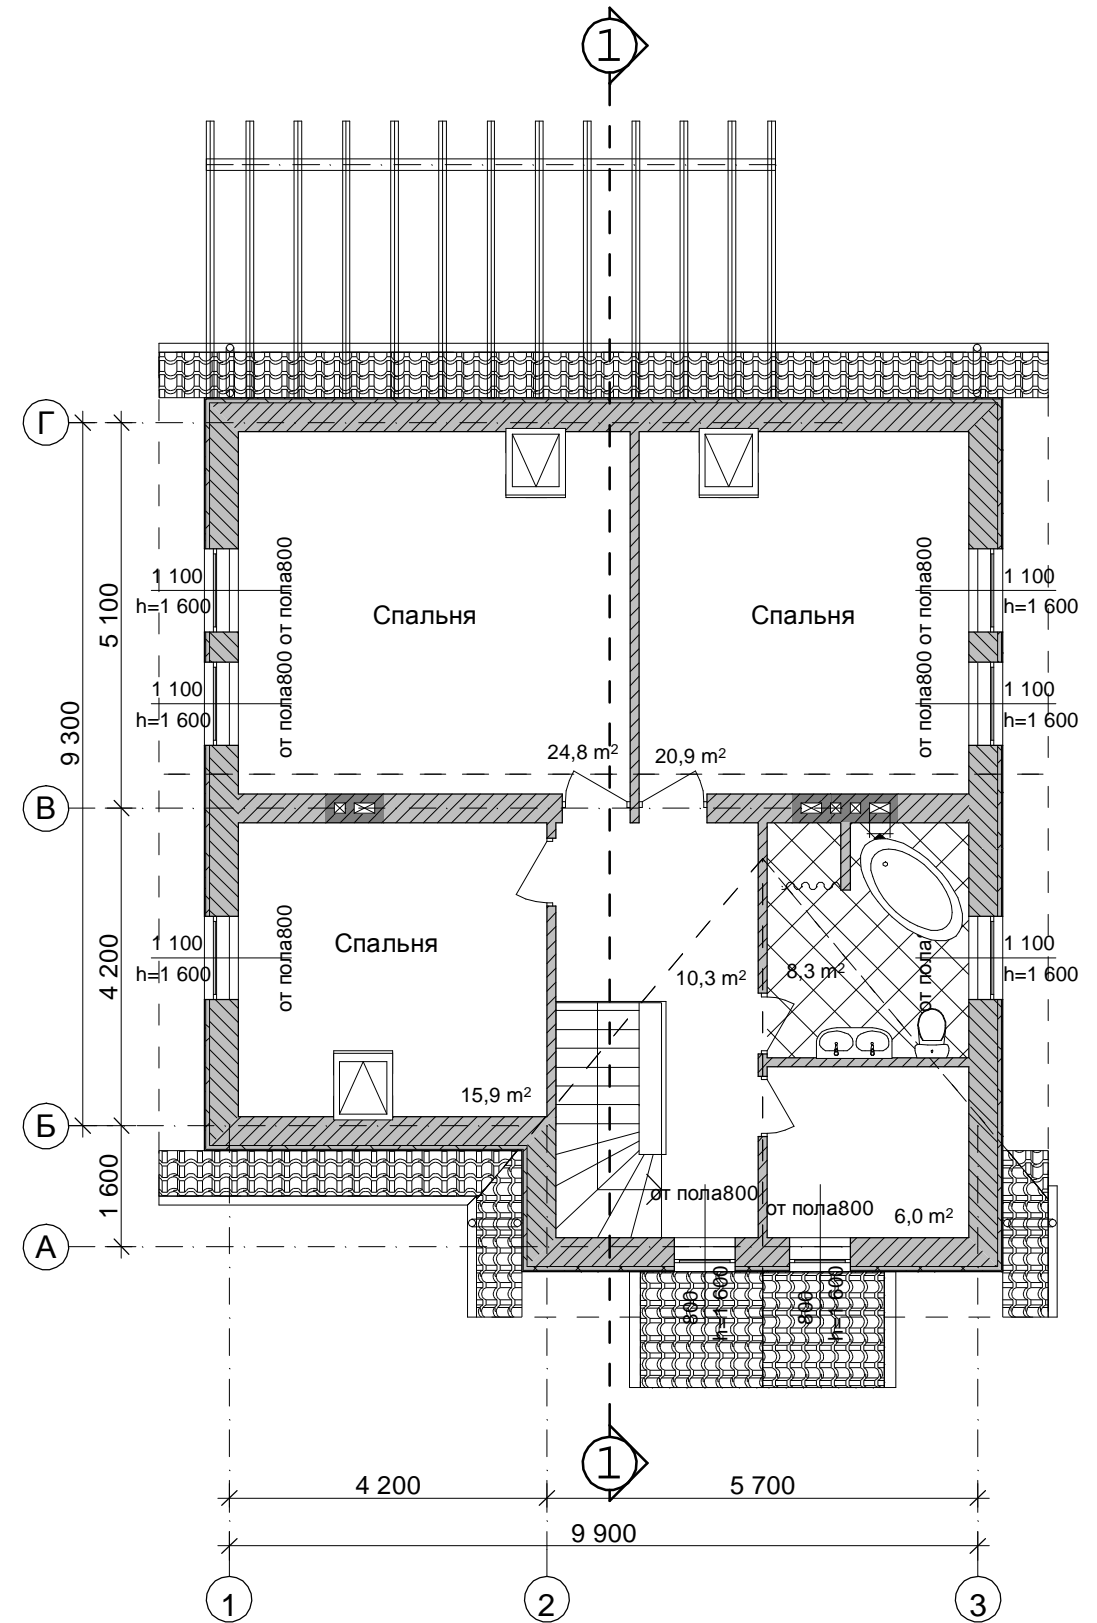 1
Г
от пола800
от пола800
1 100
h=1 600
1 100
h=1 600
5 100
Спальня
Спальня
от пола800
от пола800
1 100
h=1 600
1 100
h=1 600
9 300
24,8 m²
20,9 m²
В
Спальня
от пола800
1 100
h=1 600
4 200
10,3 m²
8,3 m²
от пола
1 100
h=1 600
15,9 m²
Б
1 600
от пола800
от пола800
6,0 m²
А
800
h=1 600
800
h=1 600
1
4 200
5 700
9 900
1
2
3